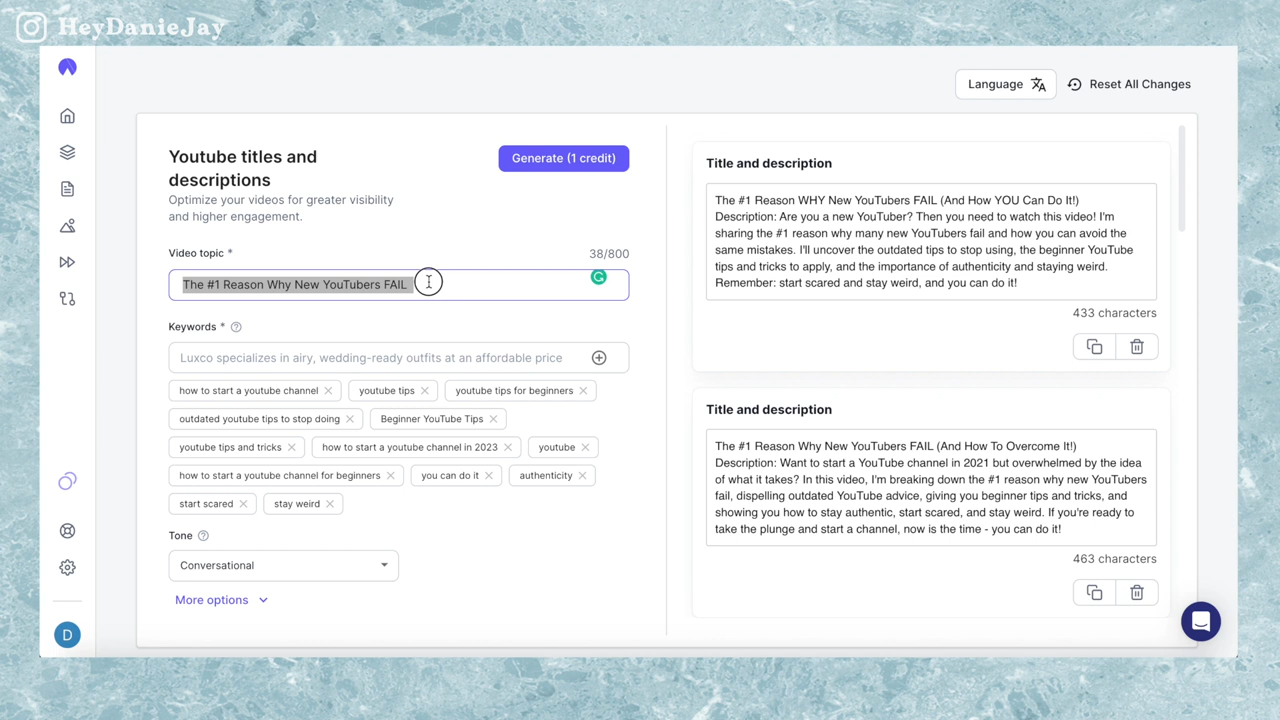 HeyDanieJay
Language
Reset All Changes
Youtube titles and
descriptions
Generate (1 credit)
Optimize your videos for greater visibility
and higher engagement.
Video topic *
38/800
The #1 Reason Why New YouTubers FAIL
Keywords *
Luxco specializes in airy, wedding-ready outfits at an affordable price
how to start a youtube channel
youtube tips
youtube tips for beginners
outdated youtube tips to stop doing
Beginner YouTube Tips
youtube tips and tricks
how to start a youtube channel in 2023
youtube
how to start a youtube channel for beginners
you can do it
authenticity
start scared
stay weird
Tone
Conversational
More options
D
Title and description
The #1 Reason WHY New YouTubers FAIL (And How YOU Can Do It!)
Description: Are you a new YouTuber? Then you need to watch this video! I'm
sharing the #1 reason why many new YouTubers fail and how you can avoid the
same mistakes. I'll uncover the outdated tips to stop using, the beginner YouTube
tips and tricks to apply, and the importance of authenticity and staying weird.
Remember: start scared and stay weird, and you can do it!
433 characters
Title and description
The #1 Reason Why New YouTubers FAIL (And How To Overcome It!)
Description: Want to start a YouTube channel in 2021 but overwhelmed by the idea
of what it takes? In this video, I'm breaking down the #1 reason why new YouTubers
fail, dispelling outdated YouTube advice, giving you beginner tips and tricks, and
showing you how to stay authentic, start scared, and stay weird. If you're ready to
take the plunge and start a channel, now is the time - you can do it!
463 characters